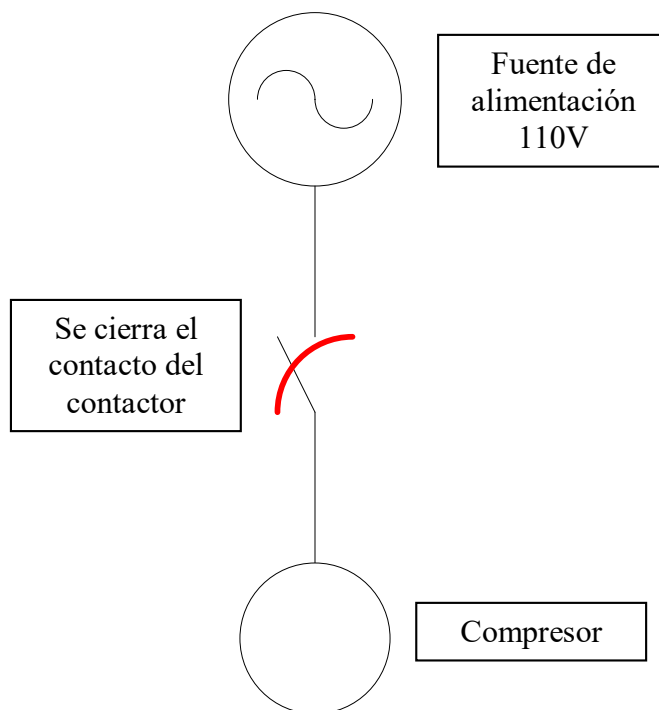 Fuente de
alimentación
110V
Se cierra el
contacto del
contactor
Compresor